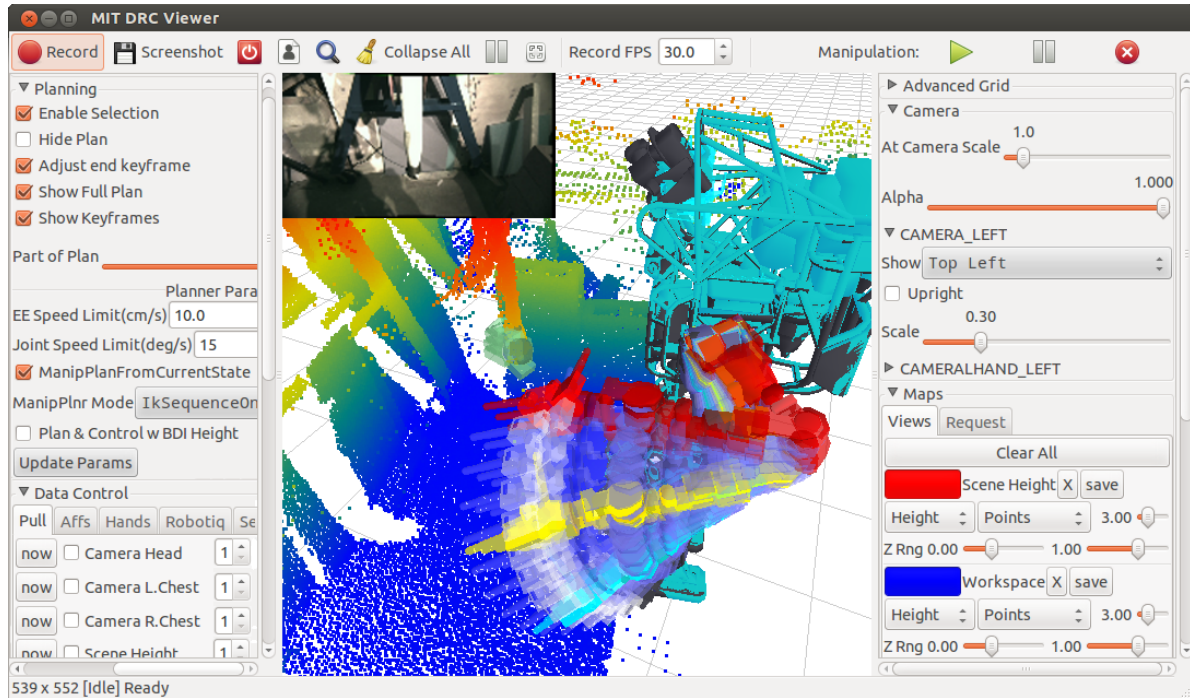 MIT DRC Viewer
Record Screenshot Collapse All Record FPS 30.0 Manipulation:
Planning
Enable Selection
Hide Plan
Adjust end keyframe
Show Full Plan
Show Keyframes
Part of Plan
Planner Para
EE Speed Limit(cm/s) 10.0
Joint Speed Limit(deg/s) 15
ManipPlanFromCurrentState
ManipPlnr Mode IkSequenceOn
Plan & Control w BDI Height
Update Params
Data Control
Pull Affs Hands Robotiq Se
now Camera Head 1
now Camera L.Chest 1
now Camera R.Chest 1
now Scene Height 1
539 x 552 [Idle] Ready
Advanced Grid
Camera
1.0
At Camera Scale
1.000
Alpha
CAMERA_LEFT
Show Top Left
Upright
0.30
Scale
CAMERALHAND_LEFT
Maps
Views Request
Clear All
Scene Height X save
Height Points 3.00
Z Rng 0.00 1.00
Workspace X save
Height Points 3.00
Z Rng 0.00 1.00